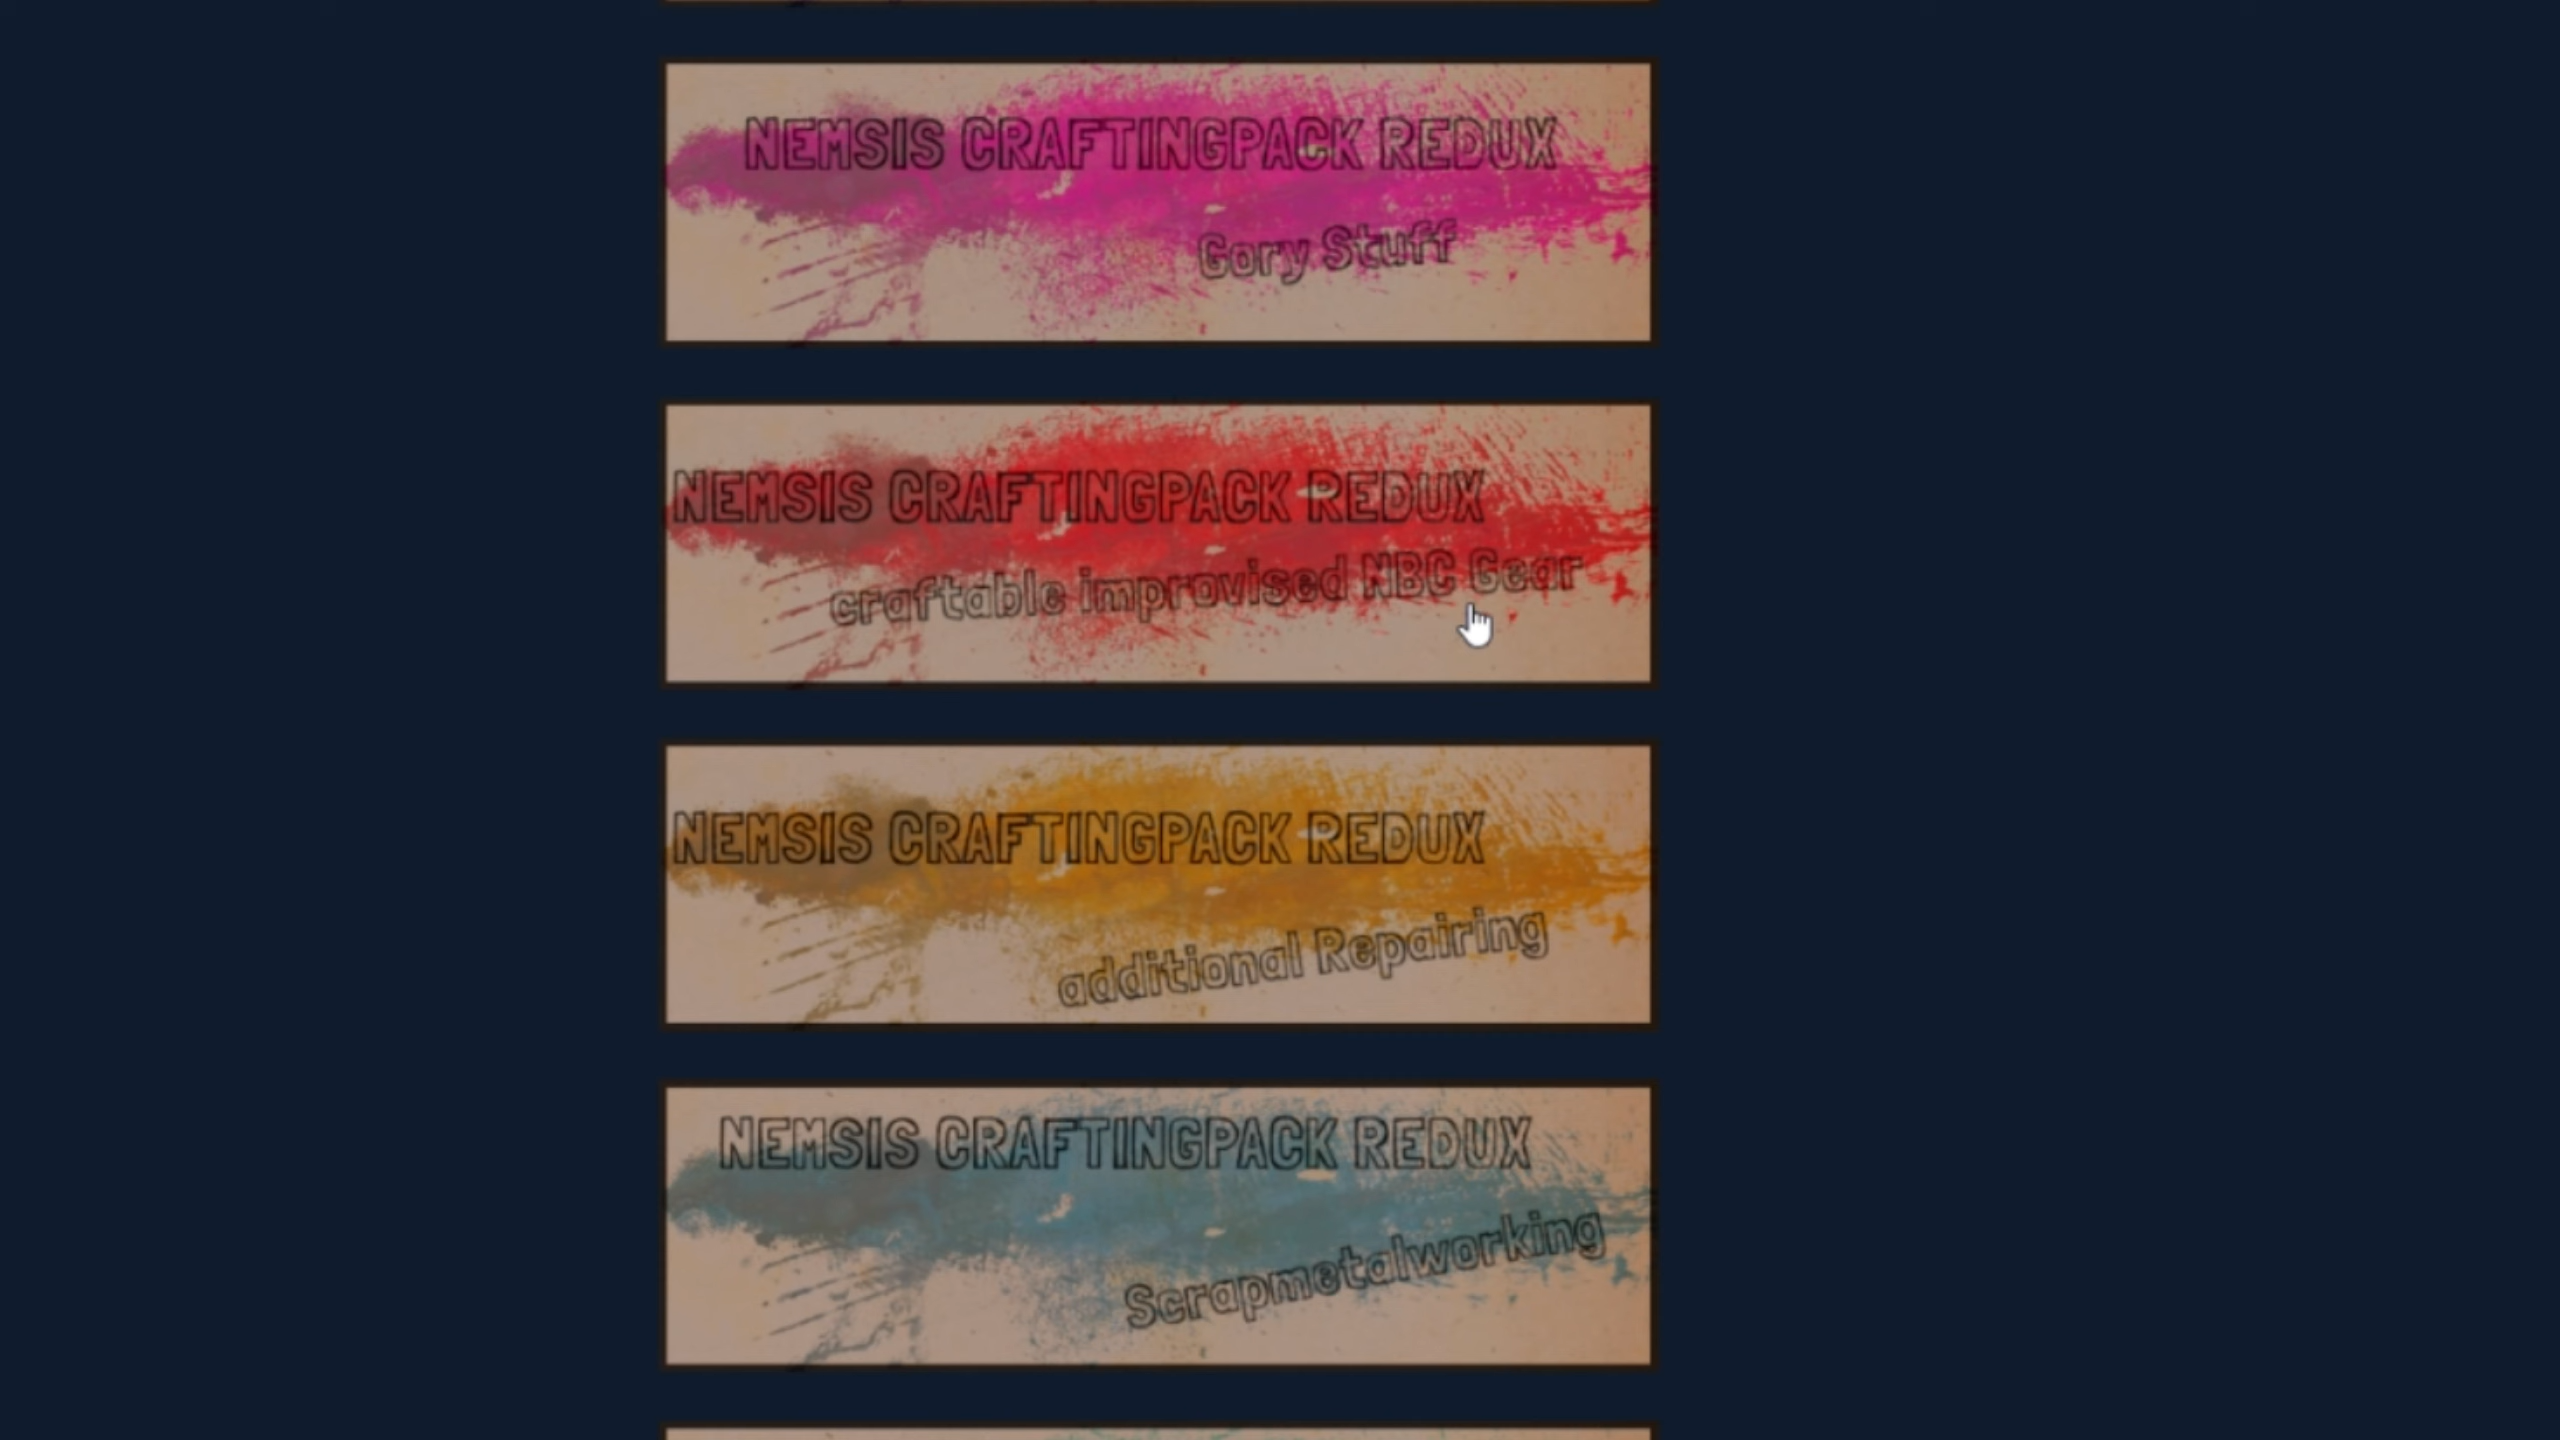 NEMSIS CRAFTINGPACK REDUX
Gory Stuff
NEMSIS CRAFTINGPACK REDUX
craftable improvised NBC Gear
NEMSIS CRAFTINGPACK REDUX
additional Repairing
NEMSIS CRAFTINGPACK REDUX
Scrapmetalworking